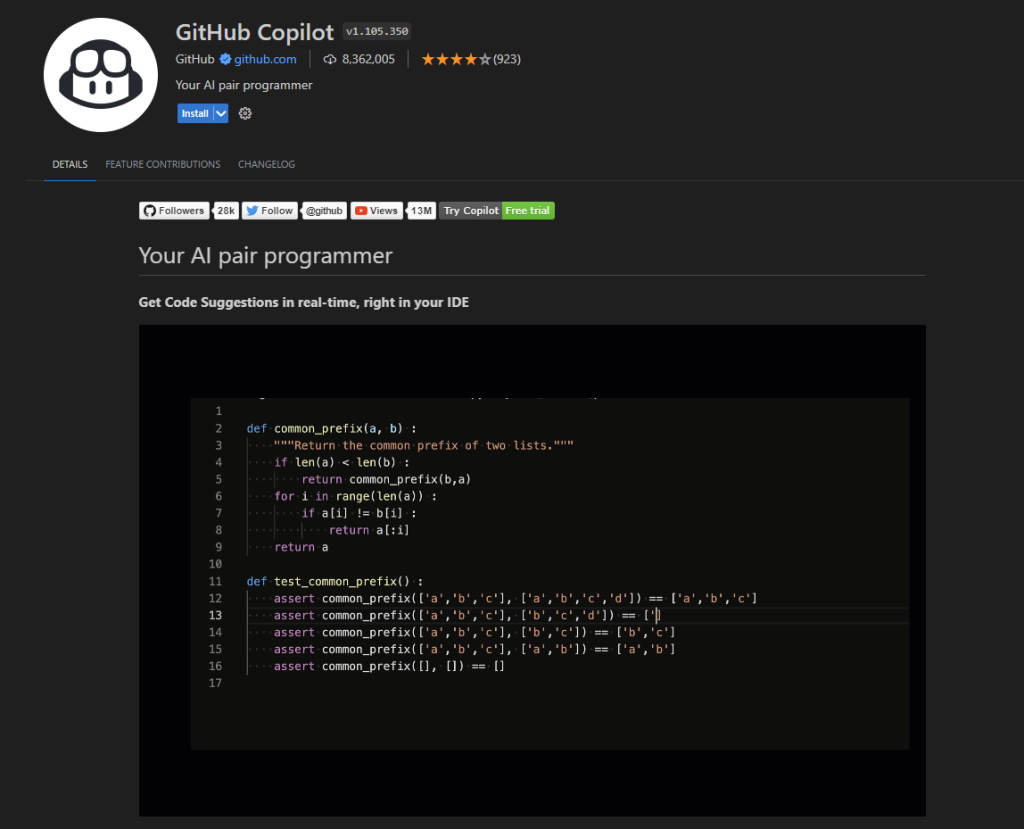 GitHub Copilot v1.105.350
GitHub github.com 8,362,005 (923)
Your AI pair programmer
Install
DETAILS FEATURE CONTRIBUTIONS CHANGELOG
Followers 28k Follow @github Views 13M Try Copilot Free trial
Your AI pair programmer
Get Code Suggestions in real-time, right in your IDE
1
2 def common_prefix(a, b) :
3     """Return the common prefix of two lists."""
4     if len(a) < len(b) :
5         return common_prefix(b,a)
6     for i in range(len(a)) :
7         if a[i] != b[i] :
8             return a[:i]
9     return a
10
11 def test_common_prefix() :
12     assert common_prefix(['a','b','c'], ['a','b','c','d']) == ['a','b','c']
13     assert common_prefix(['a','b','c'], ['b','c','d']) == [']
14     assert common_prefix(['a','b','c'], ['b','c']) == ['b','c']
15     assert common_prefix(['a','b','c'], ['a','b']) == ['a','b']
16     assert common_prefix([], []) == []
17